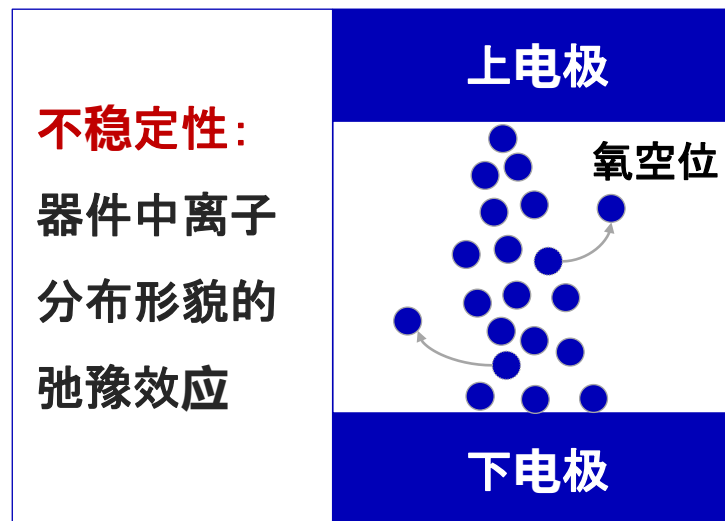 不稳定性：
器件中离子
分布形貌的
弛豫效应
上电极
氧空位
下电极